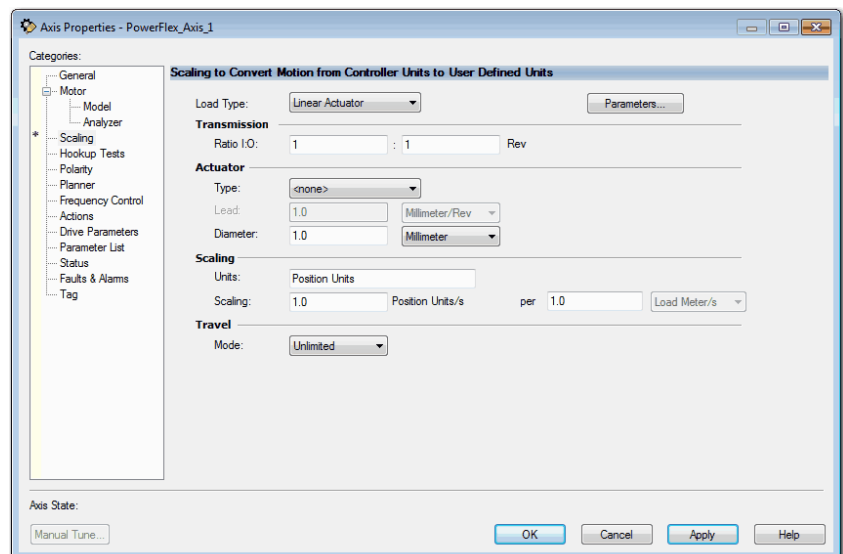 Axis Properties - PowerFlex_Axis_1
Categories:
General
Motor
Model
Analyzer
* Scaling
Hookup Tests
Polarity
Planner
Frequency Control
Actions
Drive Parameters
Parameter List
Status
Faults & Alarms
Tag
Scaling to Convert Motion from Controller Units to User Defined Units
Load Type: Linear Actuator Parameters...
Transmission
Ratio I:O: 1 : 1 Rev
Actuator
Type: <none>
Lead: 1.0 Millimeter/Rev
Diameter: 1.0 Millimeter
Scaling
Units: Position Units
Scaling: 1.0 Position Units/s per 1.0 Load Meter/s
Travel
Mode: Unlimited
Axis State:
Manual Tune... OK Cancel Apply Help